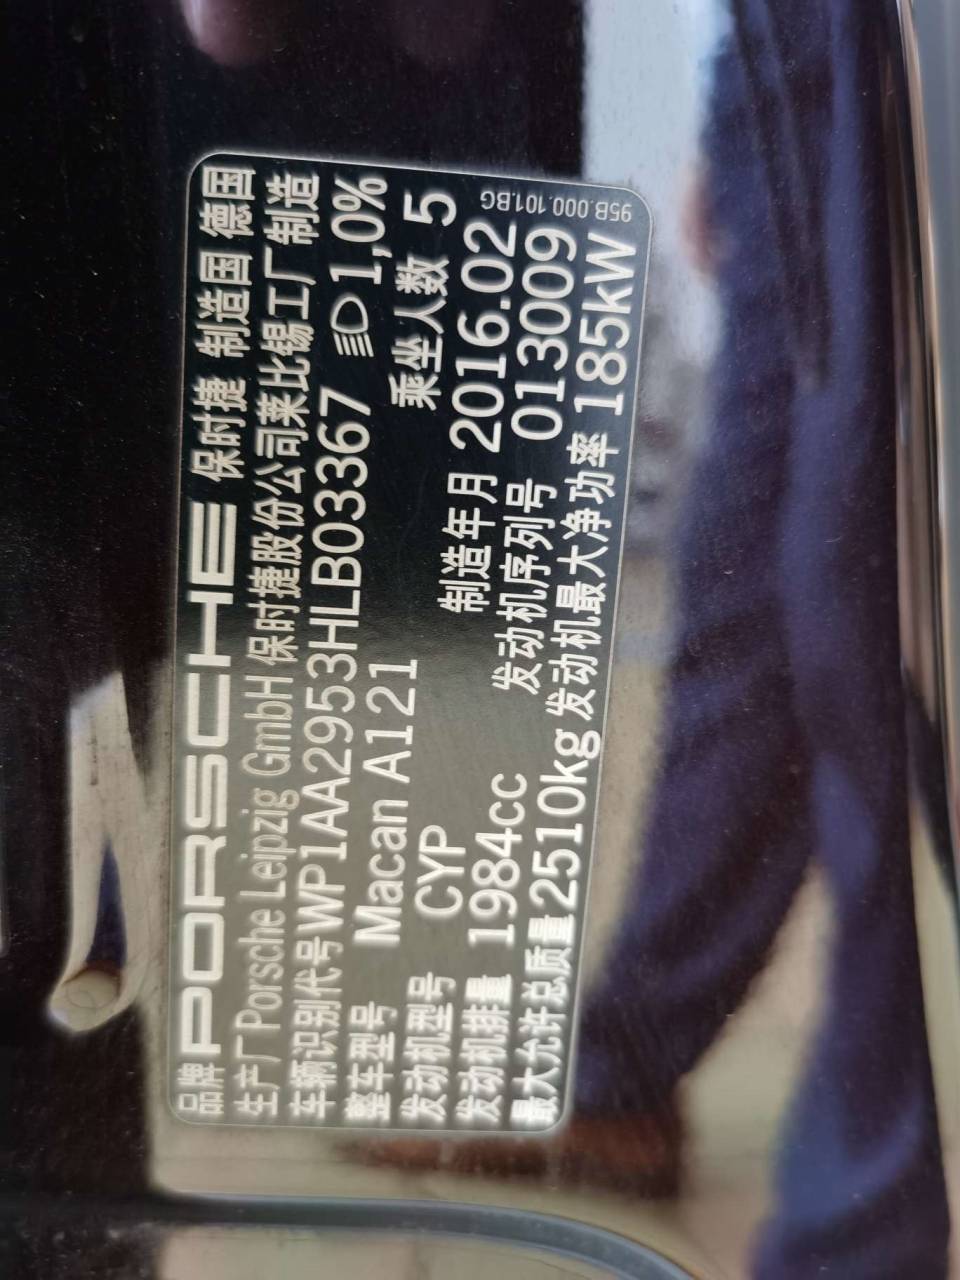 品牌 PORSCHE 保时捷 制造国 德国
生产厂 Porsche Leipzig GmbH 保时捷股份公司莱比锡工厂制造
车辆识别代号 WP1AA2953HLB03367 1,0%
整车型号 Macan A121 乘坐人数 5
发动机型号 CYP 制造年月 2016.02
发动机排量 1984cc 发动机序列号 013009
最大允许总质量 2510kg 发动机最大净功率 185kW
95B.000.101.BG